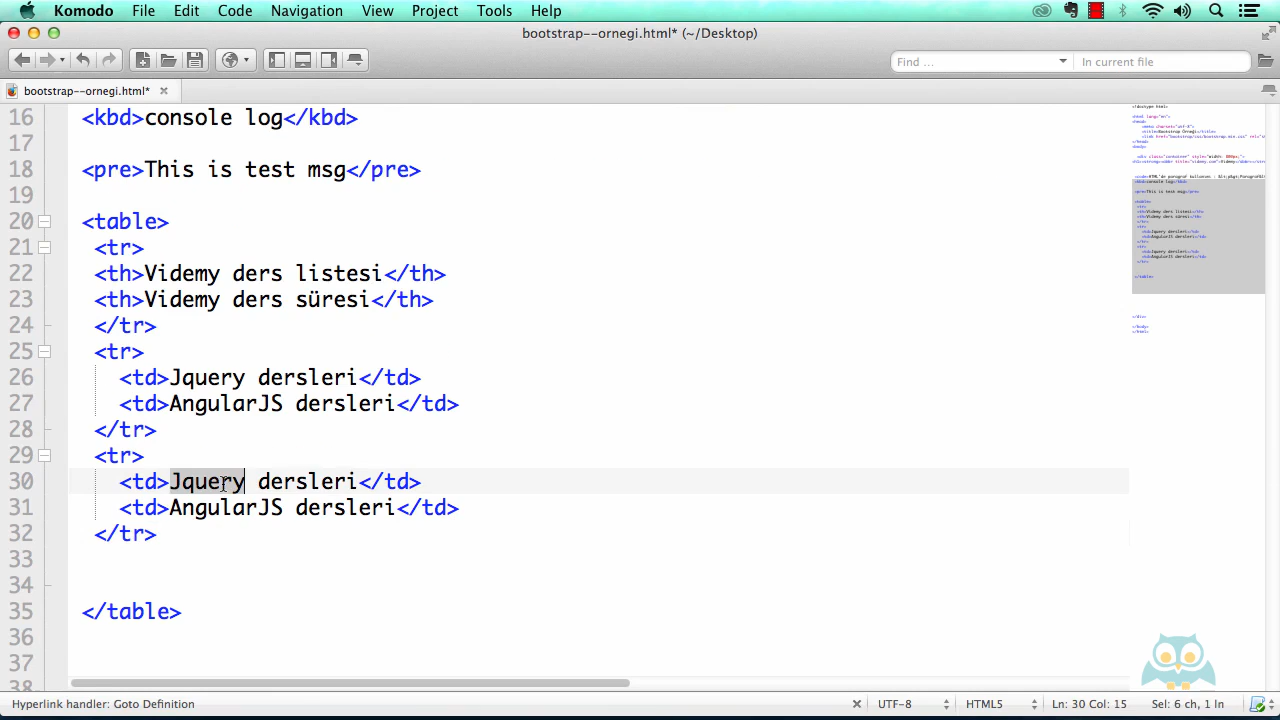 Komodo File Edit Code Navigation View Project Tools Help
bootstrap--ornegi.html* (~/Desktop)
Find ... In current file
bootstrap--ornegi.html*
16 <kbd>console log</kbd>
17
18 <pre>This is test msg</pre>
19
20 <table>
21 <tr>
22 <th>Videmy ders listesi</th>
23 <th>Videmy ders süresi</th>
24 </tr>
25 <tr>
26 <td>Jquery dersleri</td>
27 <td>AngularJS dersleri</td>
28 </tr>
29 <tr>
30 <td>Jquery dersleri</td>
31 <td>AngularJS dersleri</td>
32 </tr>
33
34
35 </table>
36
37
38
Hyperlink handler: Goto Definition UTF-8 HTML5 Ln: 30 Col: 15 Sel: 6 ch, 1 ln